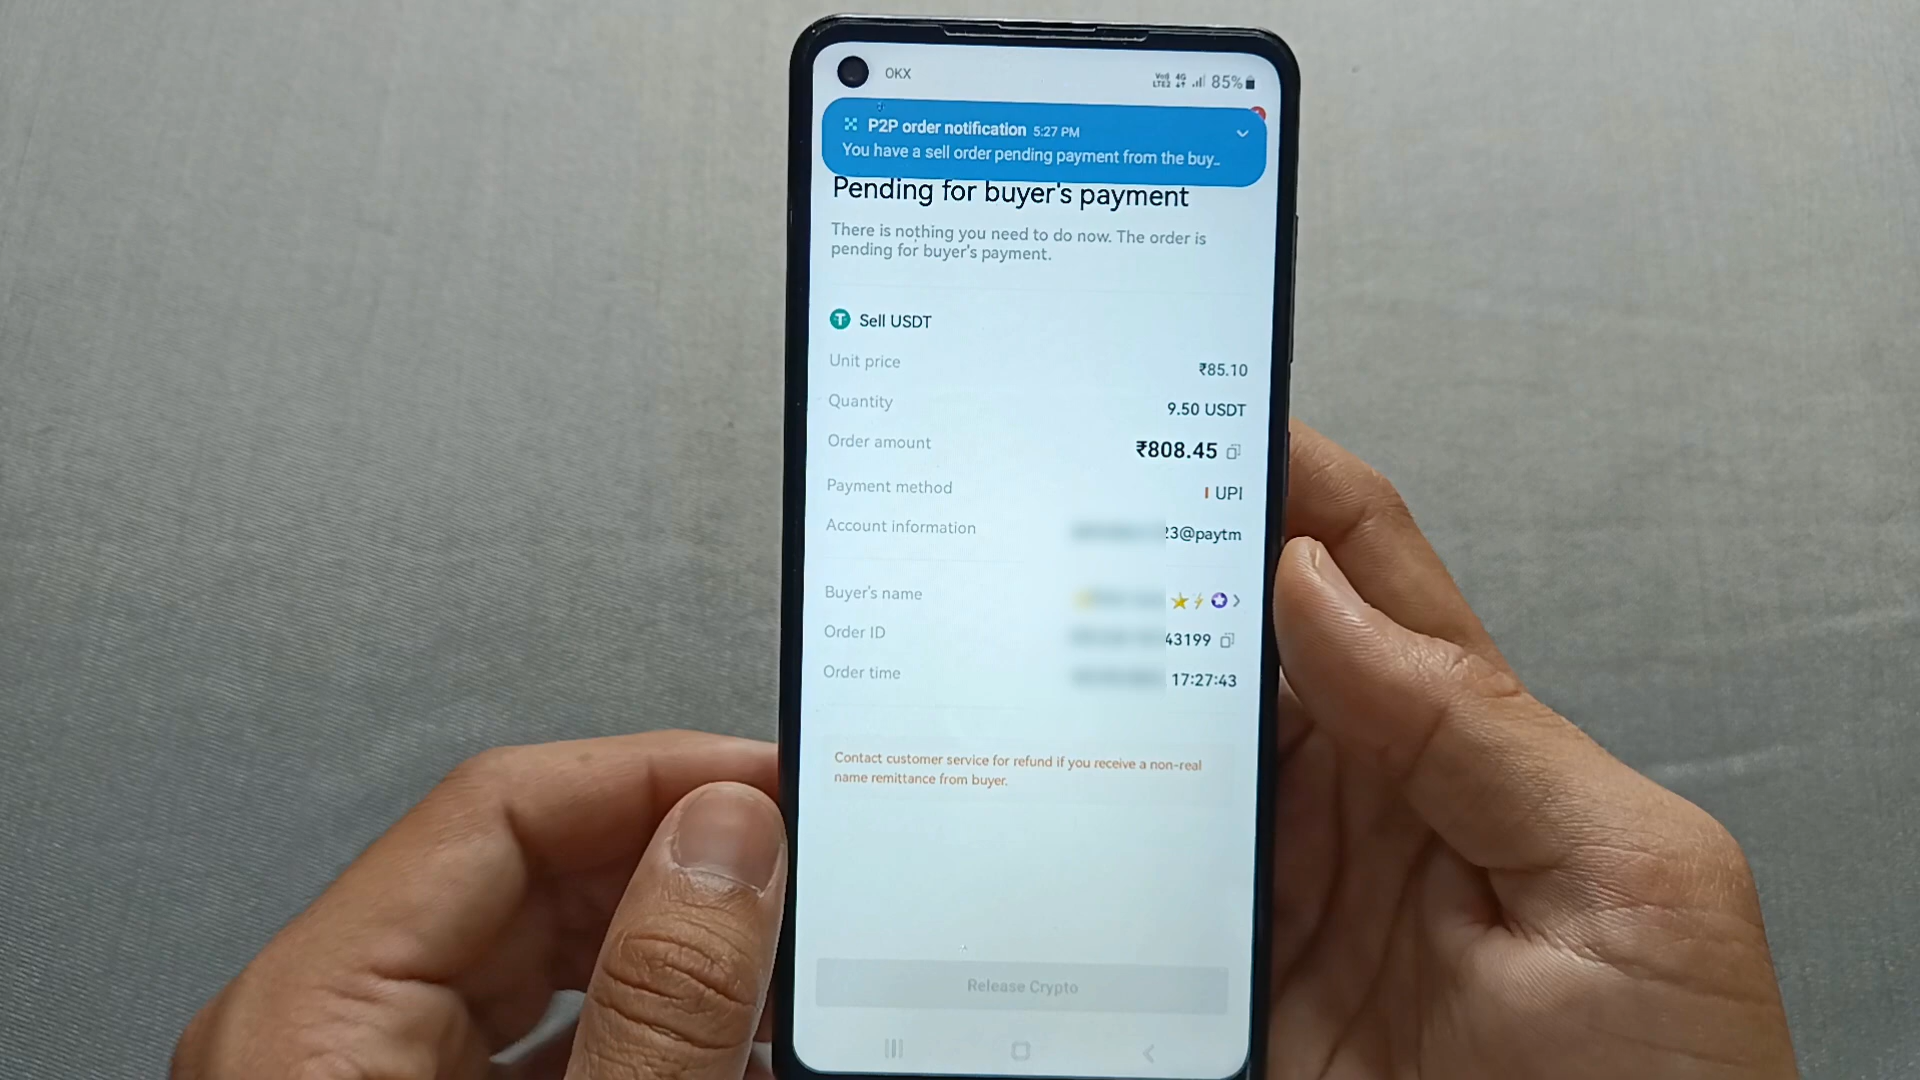 OKX
Vo) 4G
LTE2 85%
P2P order notification 5:27 PM
You have a sell order pending payment from the buy..
Pending for buyer's payment
There is nothing you need to do now. The order is
pending for buyer's payment.
Sell USDT
Unit price ₹85.10
Quantity 9.50 USDT
Order amount ₹808.45
Payment method UPI
Account information 23@paytm
Buyer's name
Order ID 43199
Order time 17:27:43
Contact customer service for refund if you receive a non-real
name remittance from buyer.
Release Crypto